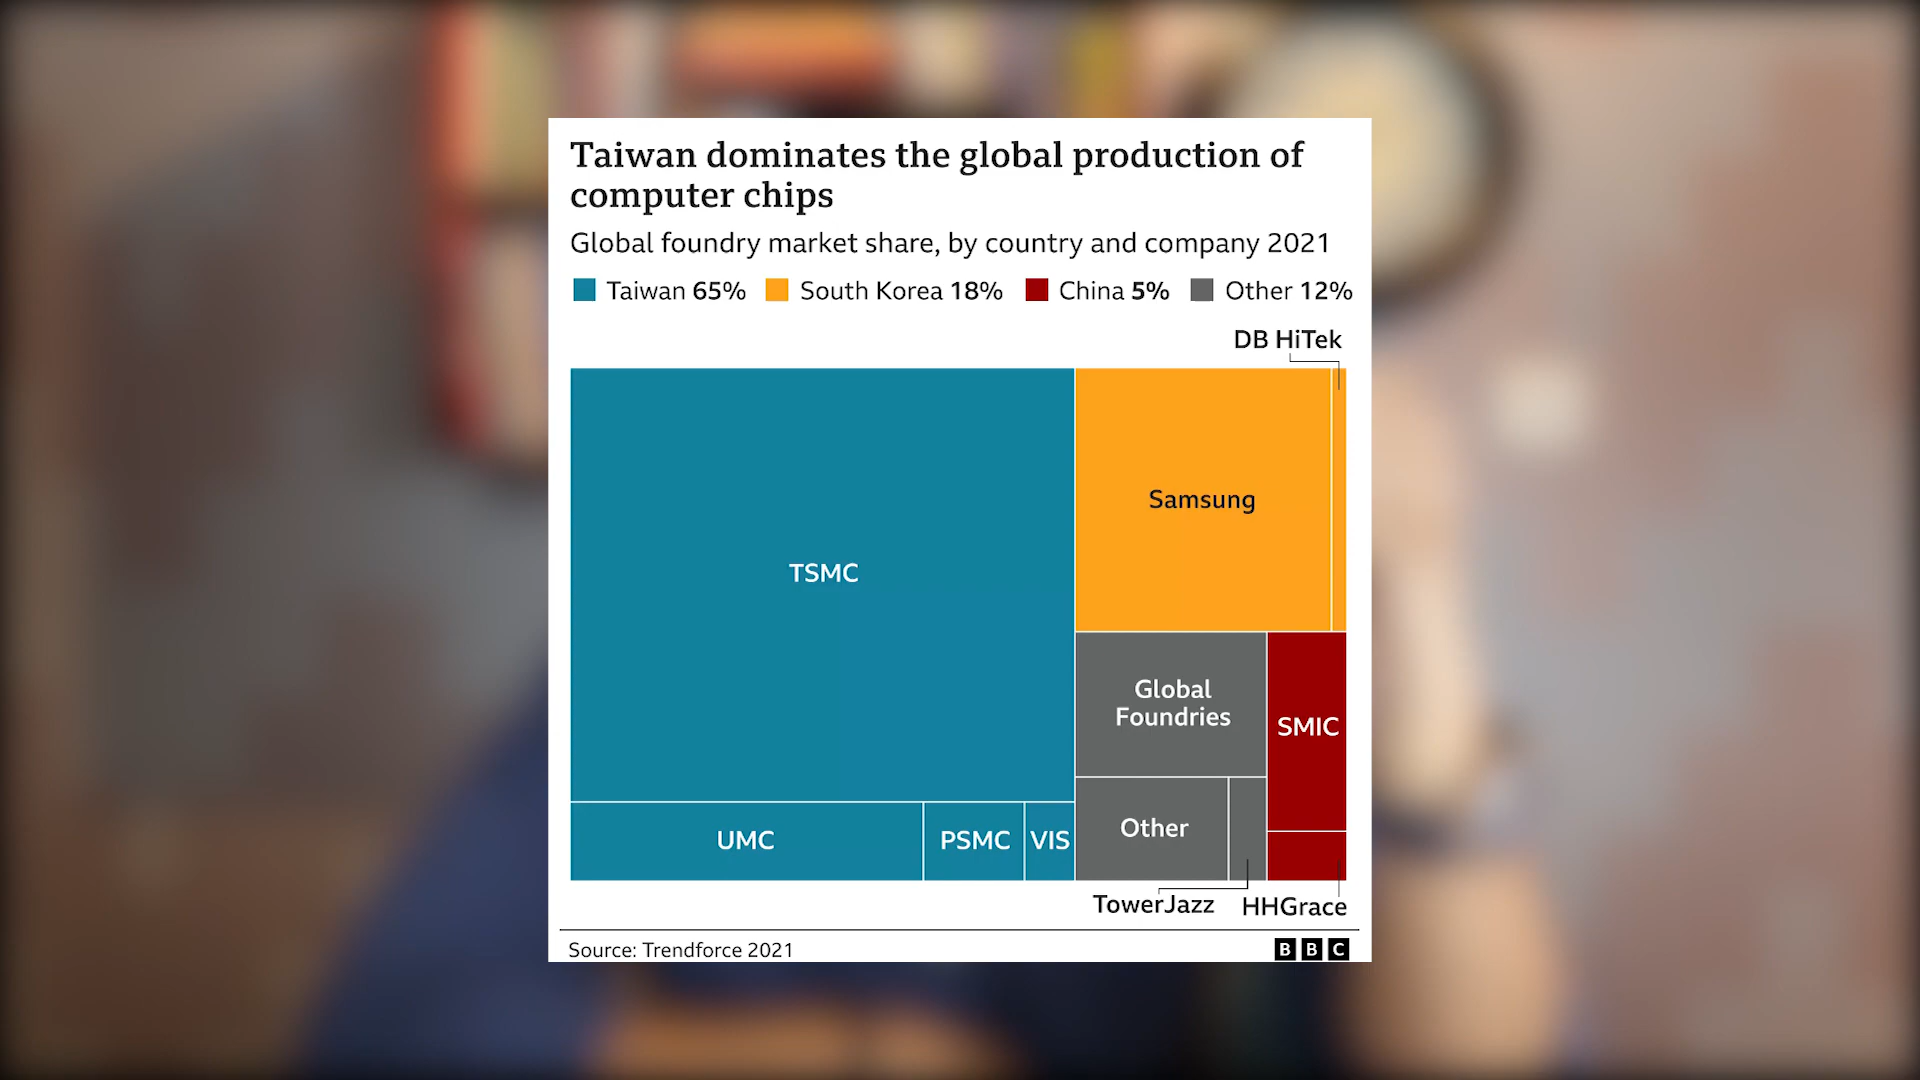 Taiwan dominates the global production of
computer chips
Global foundry market share, by country and company 2021
Taiwan 65% South Korea 18% China 5% Other 12%
DB HiTek
Samsung
TSMC
Global
Foundries
SMIC
Other
UMC PSMC VIS
TowerJazz HHGrace
Source: Trendforce 2021 BBC